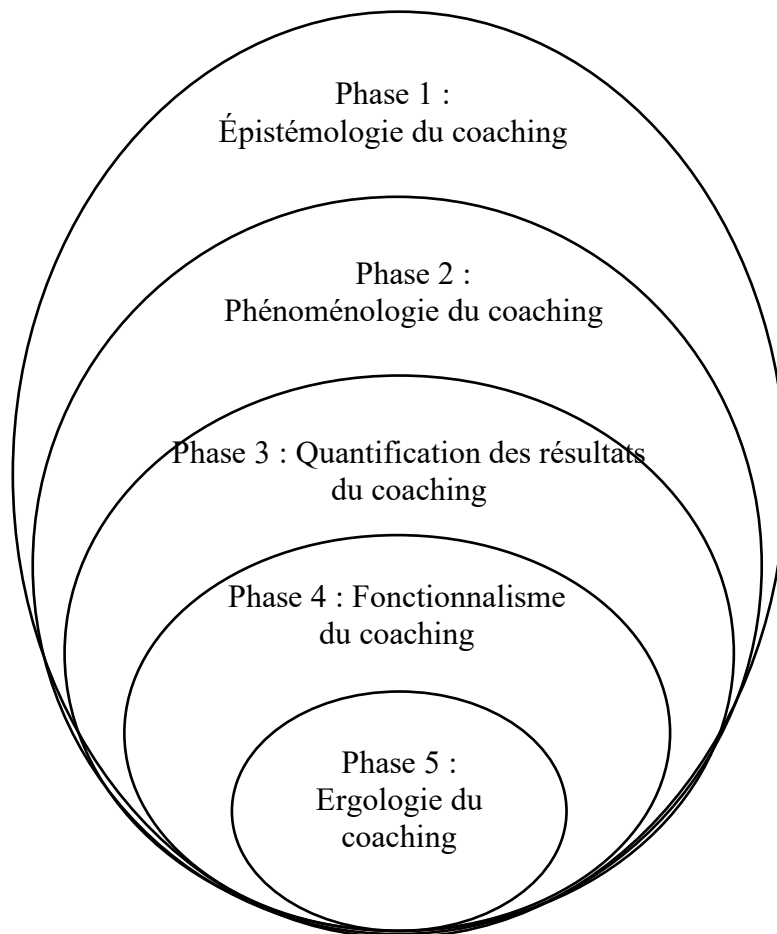 Phase 1 :
Épistémologie du coaching
Phase 2 :
Phénoménologie du coaching
Phase 3 : Quantification des résultats
du coaching
Phase 4 : Fonctionnalisme
du coaching
Phase 5 :
Ergologie du
coaching